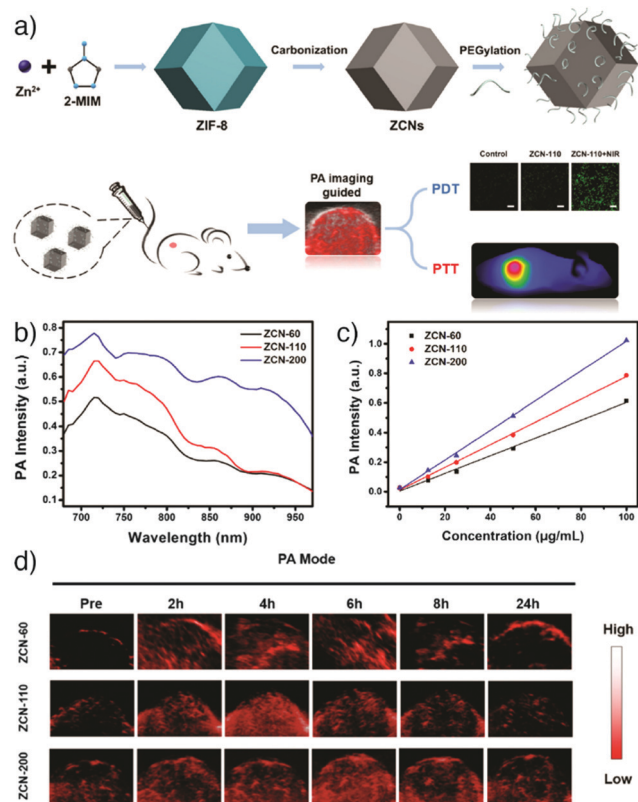 a)
Zn²⁺
+
2-MIM
ZIF-8
Carbonization
ZCNs
PEGylation
PA imaging
guided
PDT
PTT
Control
ZCN-110
ZCN-110+NIR
b)
PA Intensity (a.u.)
0.8
0.7
0.6
0.5
0.4
0.3
0.2
0.1
ZCN-60
ZCN-110
ZCN-200
700 750 800 850 900 950
Wavelength (nm)
c)
PA Intensity (a.u.)
1.0
0.8
0.6
0.4
0.2
0.0
ZCN-60
ZCN-110
ZCN-200
0 20 40 60 80 100
Concentration (µg/mL)
d)
PA Mode
Pre 2h 4h 6h 8h 24h
ZCN-60
ZCN-110
ZCN-200
High
Low